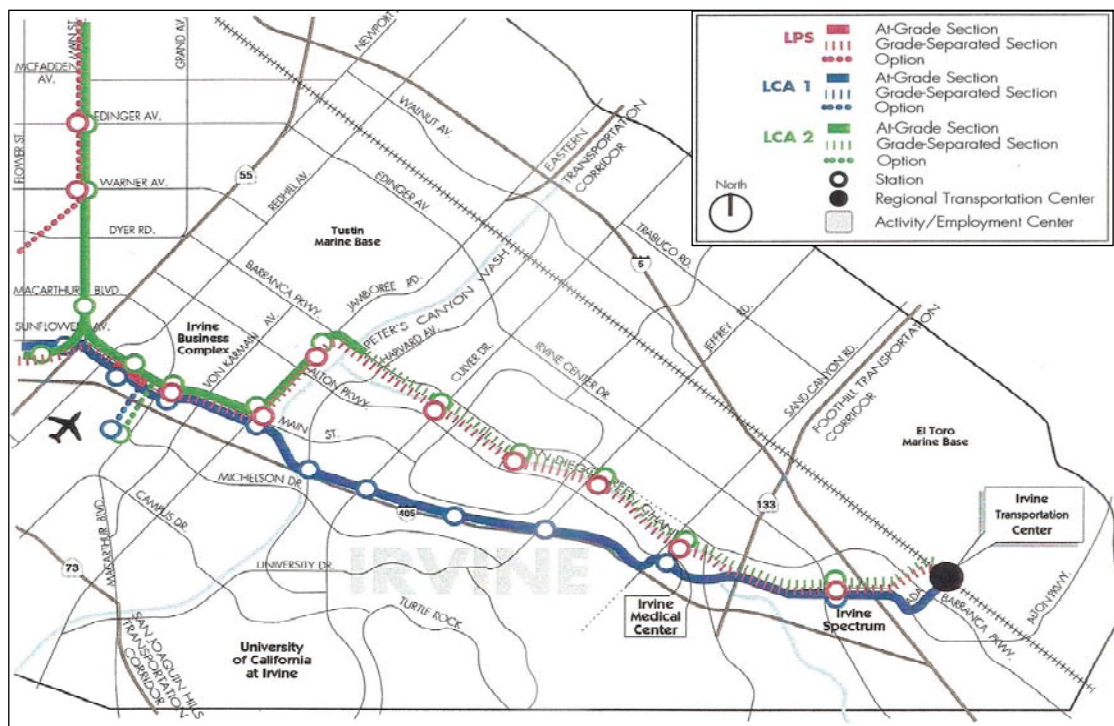 LPS
At-Grade Section
Grade-Separated Section
Option
LCA 1
At-Grade Section
Grade-Separated Section
Option
LCA 2
At-Grade Section
Grade-Separated Section
Option
Station
Regional Transportation Center
Activity/Employment Center
North
MAIN ST.
GRAND AV.
MCFADDEN
AV.
EDINGER AV.
FLOWER ST.
WARNER AV.
DYER RD.
MACARTHUR BLVD.
SUNFLOWER AV.
55
REDHILL AV.
WALNUT AV.
EDINGER AV.
EASTERN
TRANSPORTATION
CORRIDOR
Tustin
Marine Base
BARRANCA PKWY.
JAMBOREE RD.
PETER'S CANYON WASH
HARVARD AV.
TRABUCO RD.
5
JEFFREY RD.
Irvine
Business
Complex
VON KARMAN AV.
ALTON PKWY.
CULVER DR.
IRVINE CENTER DR.
SAND CANYON RD.
FOOTHILL TRANSPORTATION
CORRIDOR
El Toro
Marine Base
MAIN ST.
SAN DIEGO CREEK CHANNEL
133
Irvine
Transportation
Center
MICHELSON DR.
405
CAMPUS DR.
MACARTHUR BLVD.
IRVINE
73
UNIVERSITY DR.
TURTLE ROCK
Irvine
Medical
Center
Irvine
Spectrum
ADA
BARRANCA PKWY.
ALTON PKWY.
SAN JOAQUIN HILLS
TRANSPORTATION
CORRIDOR
University
of California
at Irvine